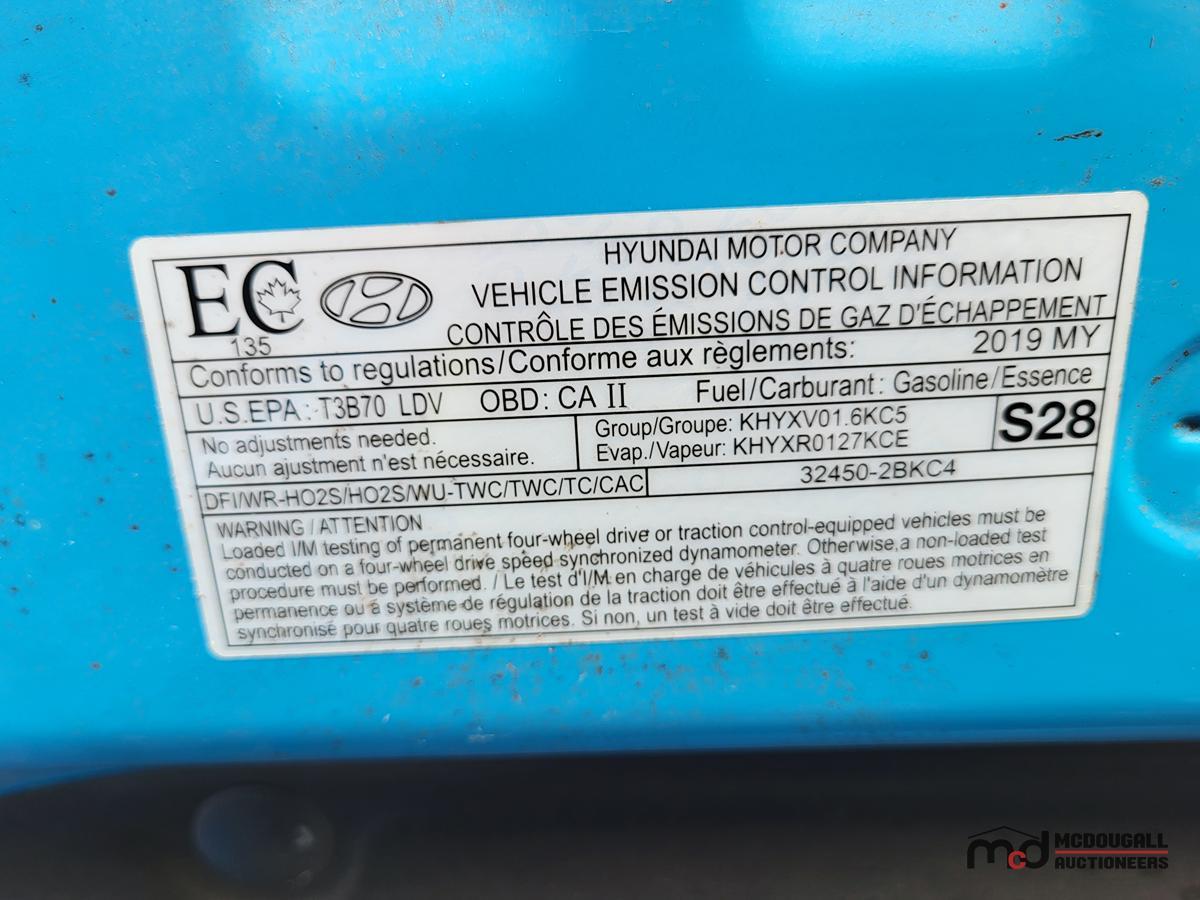 HYUNDAI MOTOR COMPANY
EC
135
VEHICLE EMISSION CONTROL INFORMATION
CONTRÔLE DES ÉMISSIONS DE GAZ D'ÉCHAPPEMENT
Conforms to regulations/Conforme aux règlements: 2019 MY
U.S.EPA: T3B70 LDV OBD: CA II Fuel/Carburant: Gasoline/Essence
No adjustments needed.
Aucun ajustment n'est nécessaire.
Group/Groupe: KHYXV01.6KC5
Evap./Vapeur: KHYXR0127KCE
S28
DFI/WR-HO2S/HO2S/WU-TWC/TWC/TC/CAC 32450-2BKC4
WARNING / ATTENTION
Loaded I/M testing of permanent four-wheel drive or traction control-equipped vehicles must be
conducted on a four-wheel drive speed synchronized dynamometer. Otherwise,a non-loaded test
procedure must be performed. / Le test d'I/M en charge de véhicules à quatre roues motrices en
permanence ou à système de régulation de la traction doit être effectué à l'aide d'un dynamomètre
synchronisé pour quatre roues motrices. Si non, un test à vide doit être effectué.
mcd MCDOUGALL
AUCTIONEERS